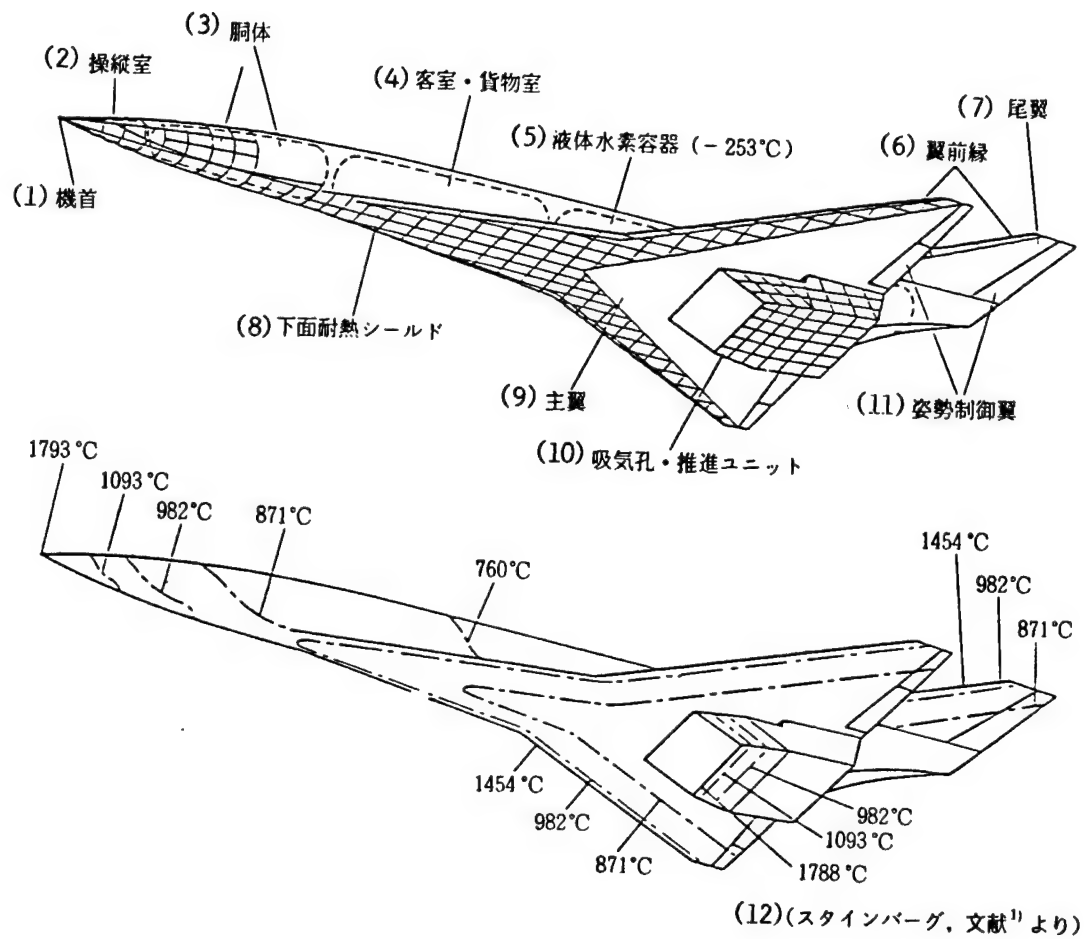 (3) 胴体
(2) 操縦室
(4) 客室・貨物室
(7) 尾翼
(5) 液体水素容器 (－253℃)
(6) 翼前縁
(1) 機首
(8) 下面耐熱シールド
(9) 主翼
(11) 姿勢制御翼
(10) 吸気孔・推進ユニット
1793℃
1093℃
982℃
871℃
760℃
1454℃
982℃
871℃
1454℃
982℃
871℃
982℃
1093℃
1788℃
(12) (スタインバーグ, 文献1) より)